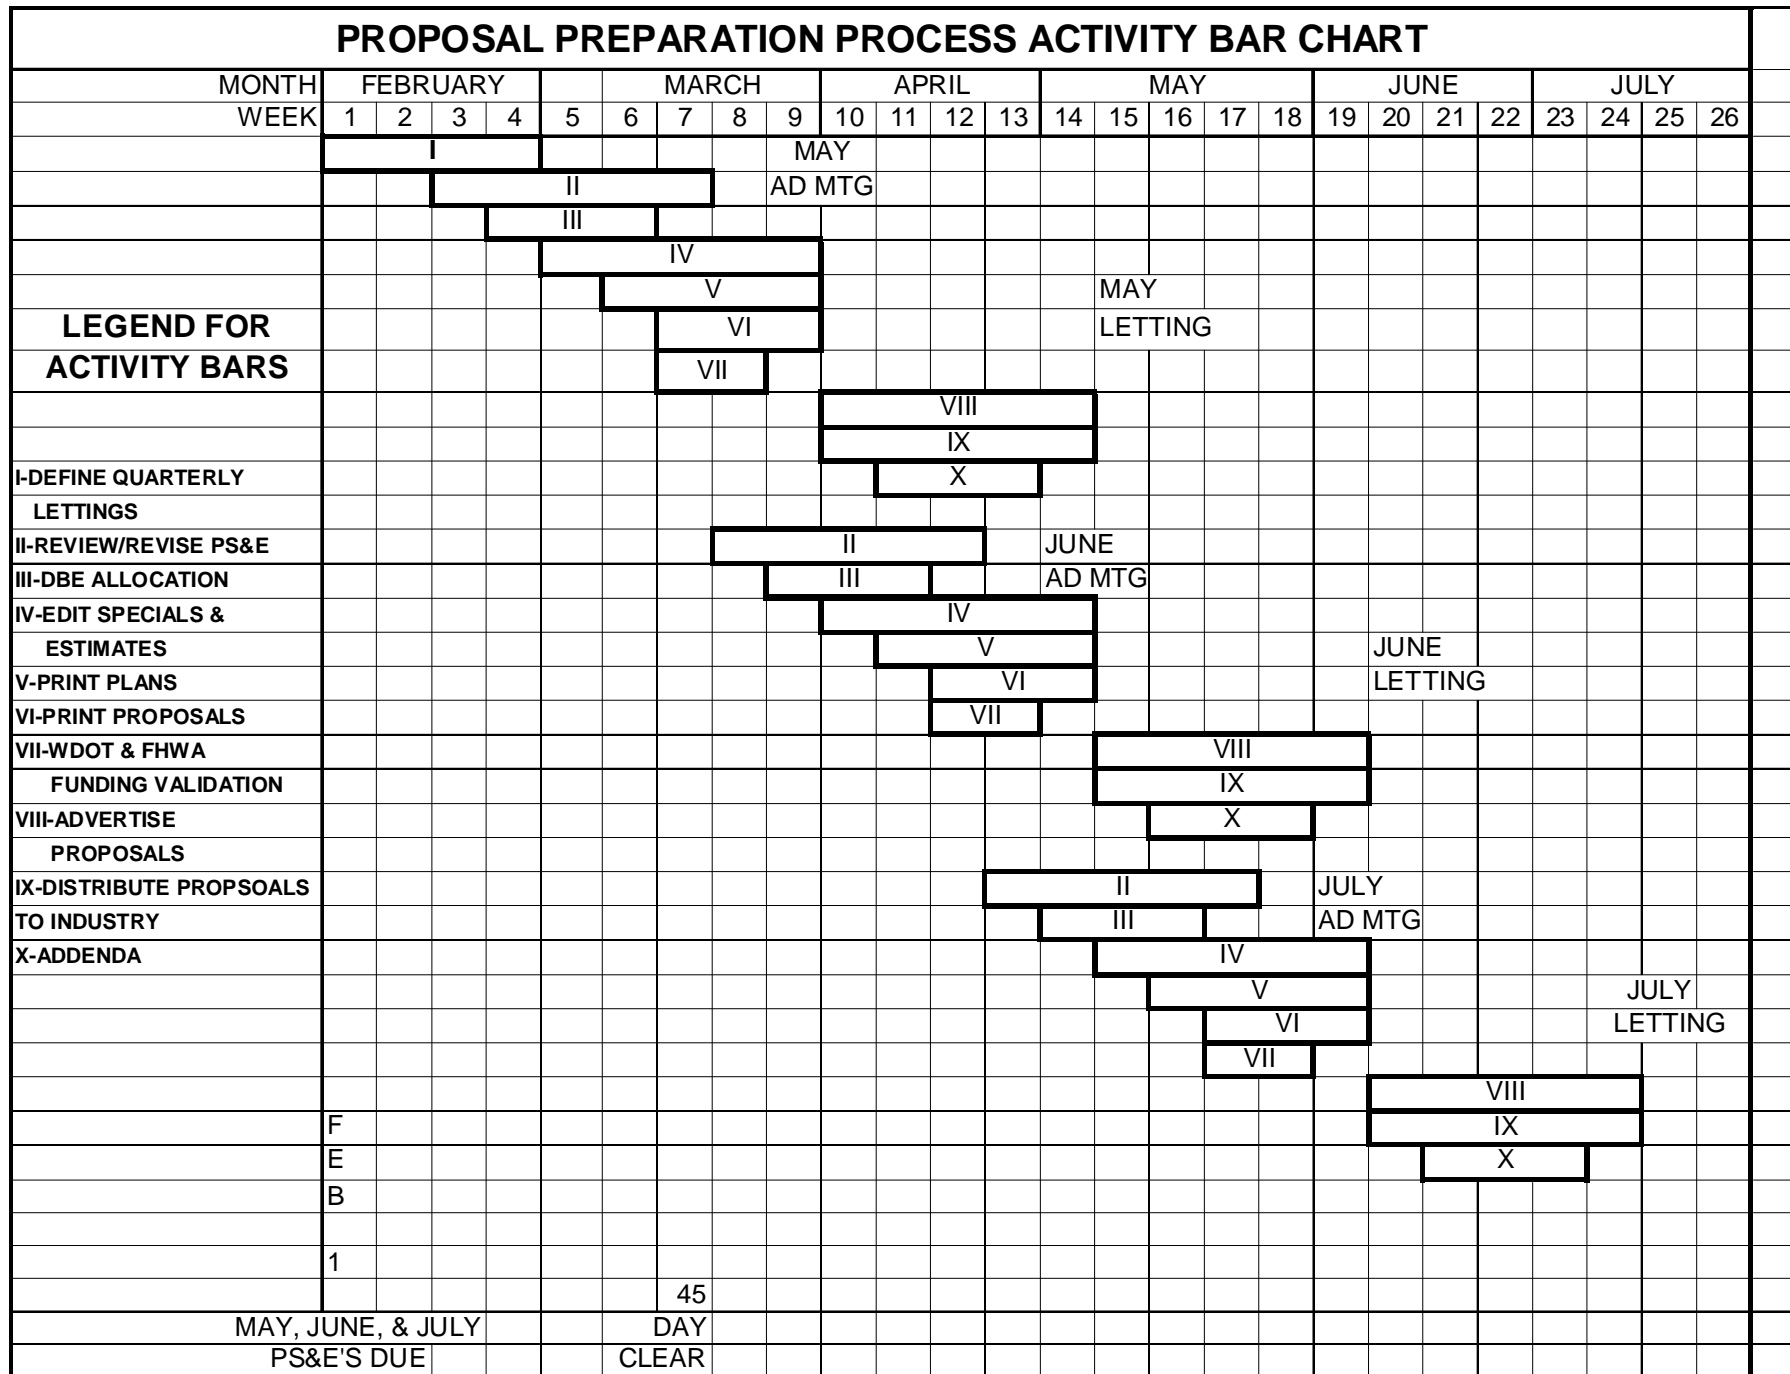 PROPOSAL PREPARATION PROCESS ACTIVITY BAR CHART
MONTH FEBRUARY MARCH APRIL MAY JUNE JULY
WEEK 1 2 3 4 5 6 7 8 9 10 11 12 13 14 15 16 17 18 19 20 21 22 23 24 25 26
I MAY
II AD MTG
III
IV
V MAY
LEGEND FOR VI LETTING
ACTIVITY BARS VII
VIII
IX
I-DEFINE QUARTERLY X
LETTINGS
II-REVIEW/REVISE PS&E II JUNE
III-DBE ALLOCATION III AD MTG
IV-EDIT SPECIALS & IV
ESTIMATES V JUNE
V-PRINT PLANS VI LETTING
VI-PRINT PROPOSALS VII
VII-WDOT & FHWA VIII
FUNDING VALIDATION IX
VIII-ADVERTISE X
PROPOSALS
IX-DISTRIBUTE PROPSOALS II JULY
TO INDUSTRY III AD MTG
X-ADDENDA IV
V JULY
VI LETTING
VII
VIII
F IX
E X
B
1
45
MAY, JUNE, & JULY DAY
PS&E'S DUE CLEAR